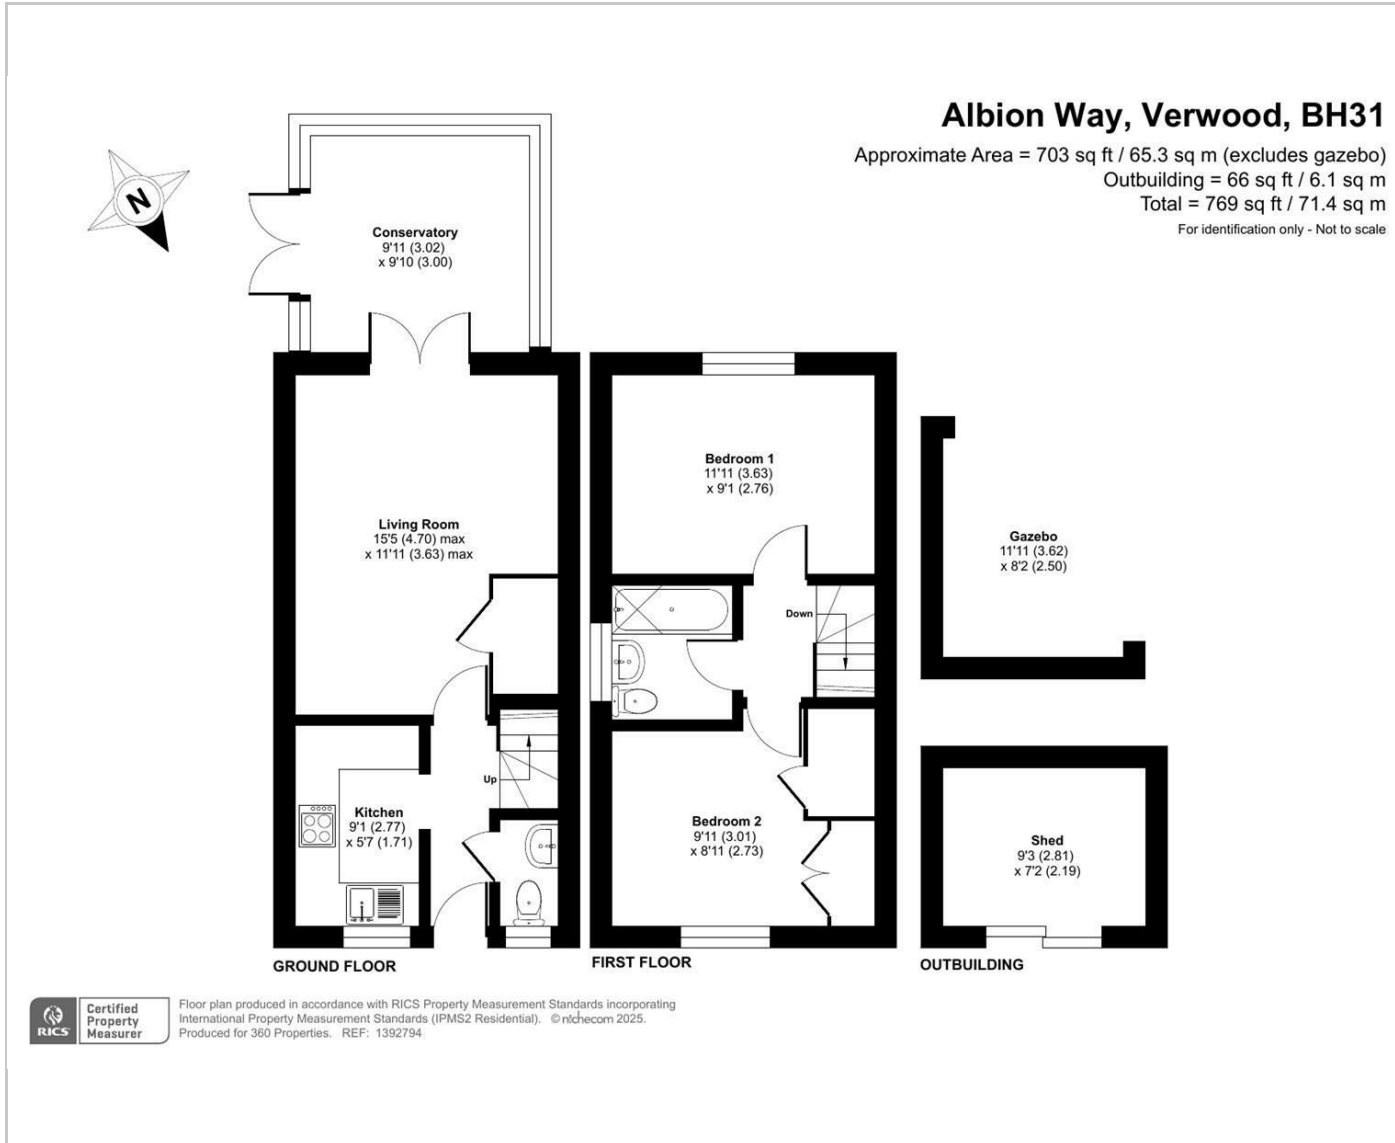 Albion Way, Verwood, BH31
Approximate Area = 703 sq ft / 65.3 sq m (excludes gazebo)
Outbuilding = 66 sq ft / 6.1 sq m
Total = 769 sq ft / 71.4 sq m
For identification only - Not to scale
N
Conservatory
9'11 (3.02)
x 9'10 (3.00)
Living Room
15'5 (4.70) max
x 11'11 (3.63) max
Kitchen
9'1 (2.77)
x 5'7 (1.71)
Up
GROUND FLOOR
Bedroom 1
11'11 (3.63)
x 9'1 (2.76)
Down
Bedroom 2
9'11 (3.01)
x 8'11 (2.73)
FIRST FLOOR
Gazebo
11'11 (3.62)
x 8'2 (2.50)
Shed
9'3 (2.81)
x 7'2 (2.19)
OUTBUILDING
RICS
Certified
Property
Measurer
Floor plan produced in accordance with RICS Property Measurement Standards incorporating
International Property Measurement Standards (IPMS2 Residential). © nichecom 2025.
Produced for 360 Properties. REF: 1392794